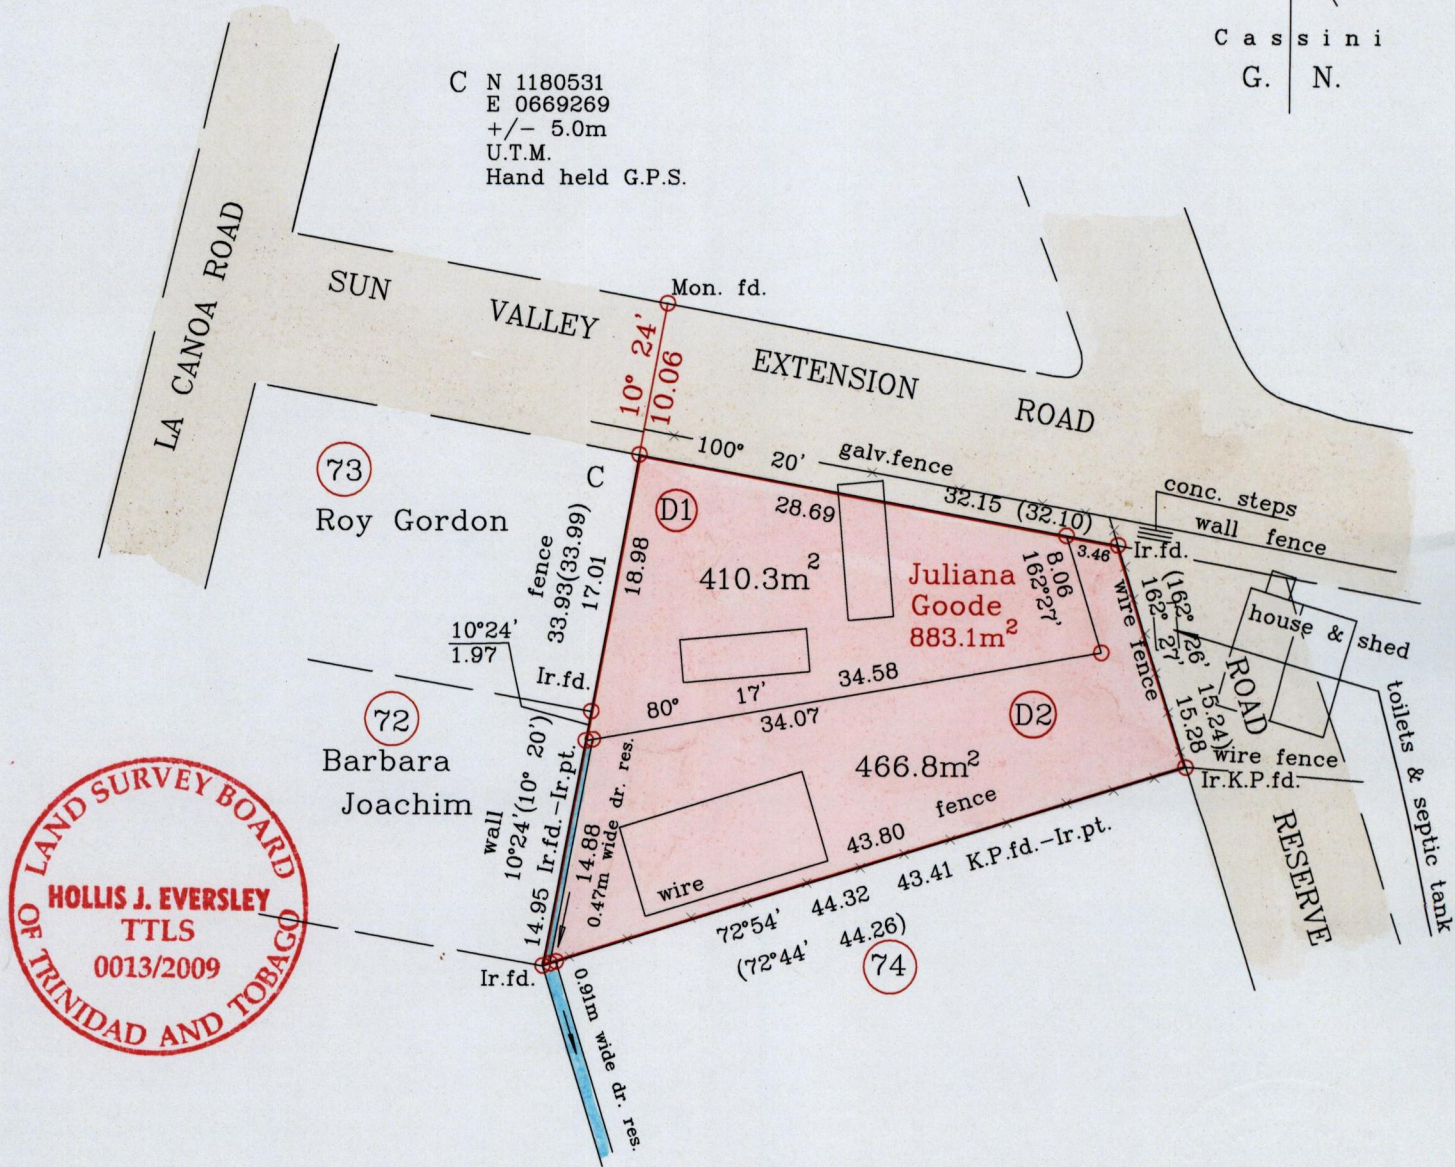 Cassini
G. N.
C N 1180531
E 0669269
+/- 5.0m
U.T.M.
Hand held G.P.S.
LA CANOA ROAD
SUN VALLEY EXTENSION ROAD
Mon. fd.
10° 24'
10.06
100° 20'
galv.fence
28.69
32.15 (32.10)
3.46
conc. steps
wall fence
Ir.fd.
73
Roy Gordon
C
D1
fence
33.93(33.99)
17.01
18.98
410.3m²
Juliana
Goode
883.1m²
8.06
162°27'
wire fence
(162° 26' 15.24)
162° 27' 15.28
house & shed
toilets & septic tank
ROAD RESERVE
10°24'
1.97
Ir.fd.
80° 17'
34.58
34.07
D2
72
Barbara
Joachim
wall
10°24'(10° 20')
14.95 Ir.fd.-Ir.pt.
14.88
0.47m wide dr. res.
466.8m²
wire fence
43.80
wire fence
Ir.K.P.fd.
72°54' 44.32 43.41 K.P.fd.-Ir.pt.
(72°44' 44.26)
74
Ir.fd.
0.91m wide dr. res.
LAND SURVEY BOARD
HOLLIS J. EVERSLEY
TTLS
0013/2009
OF TRINIDAD AND TOBAGO